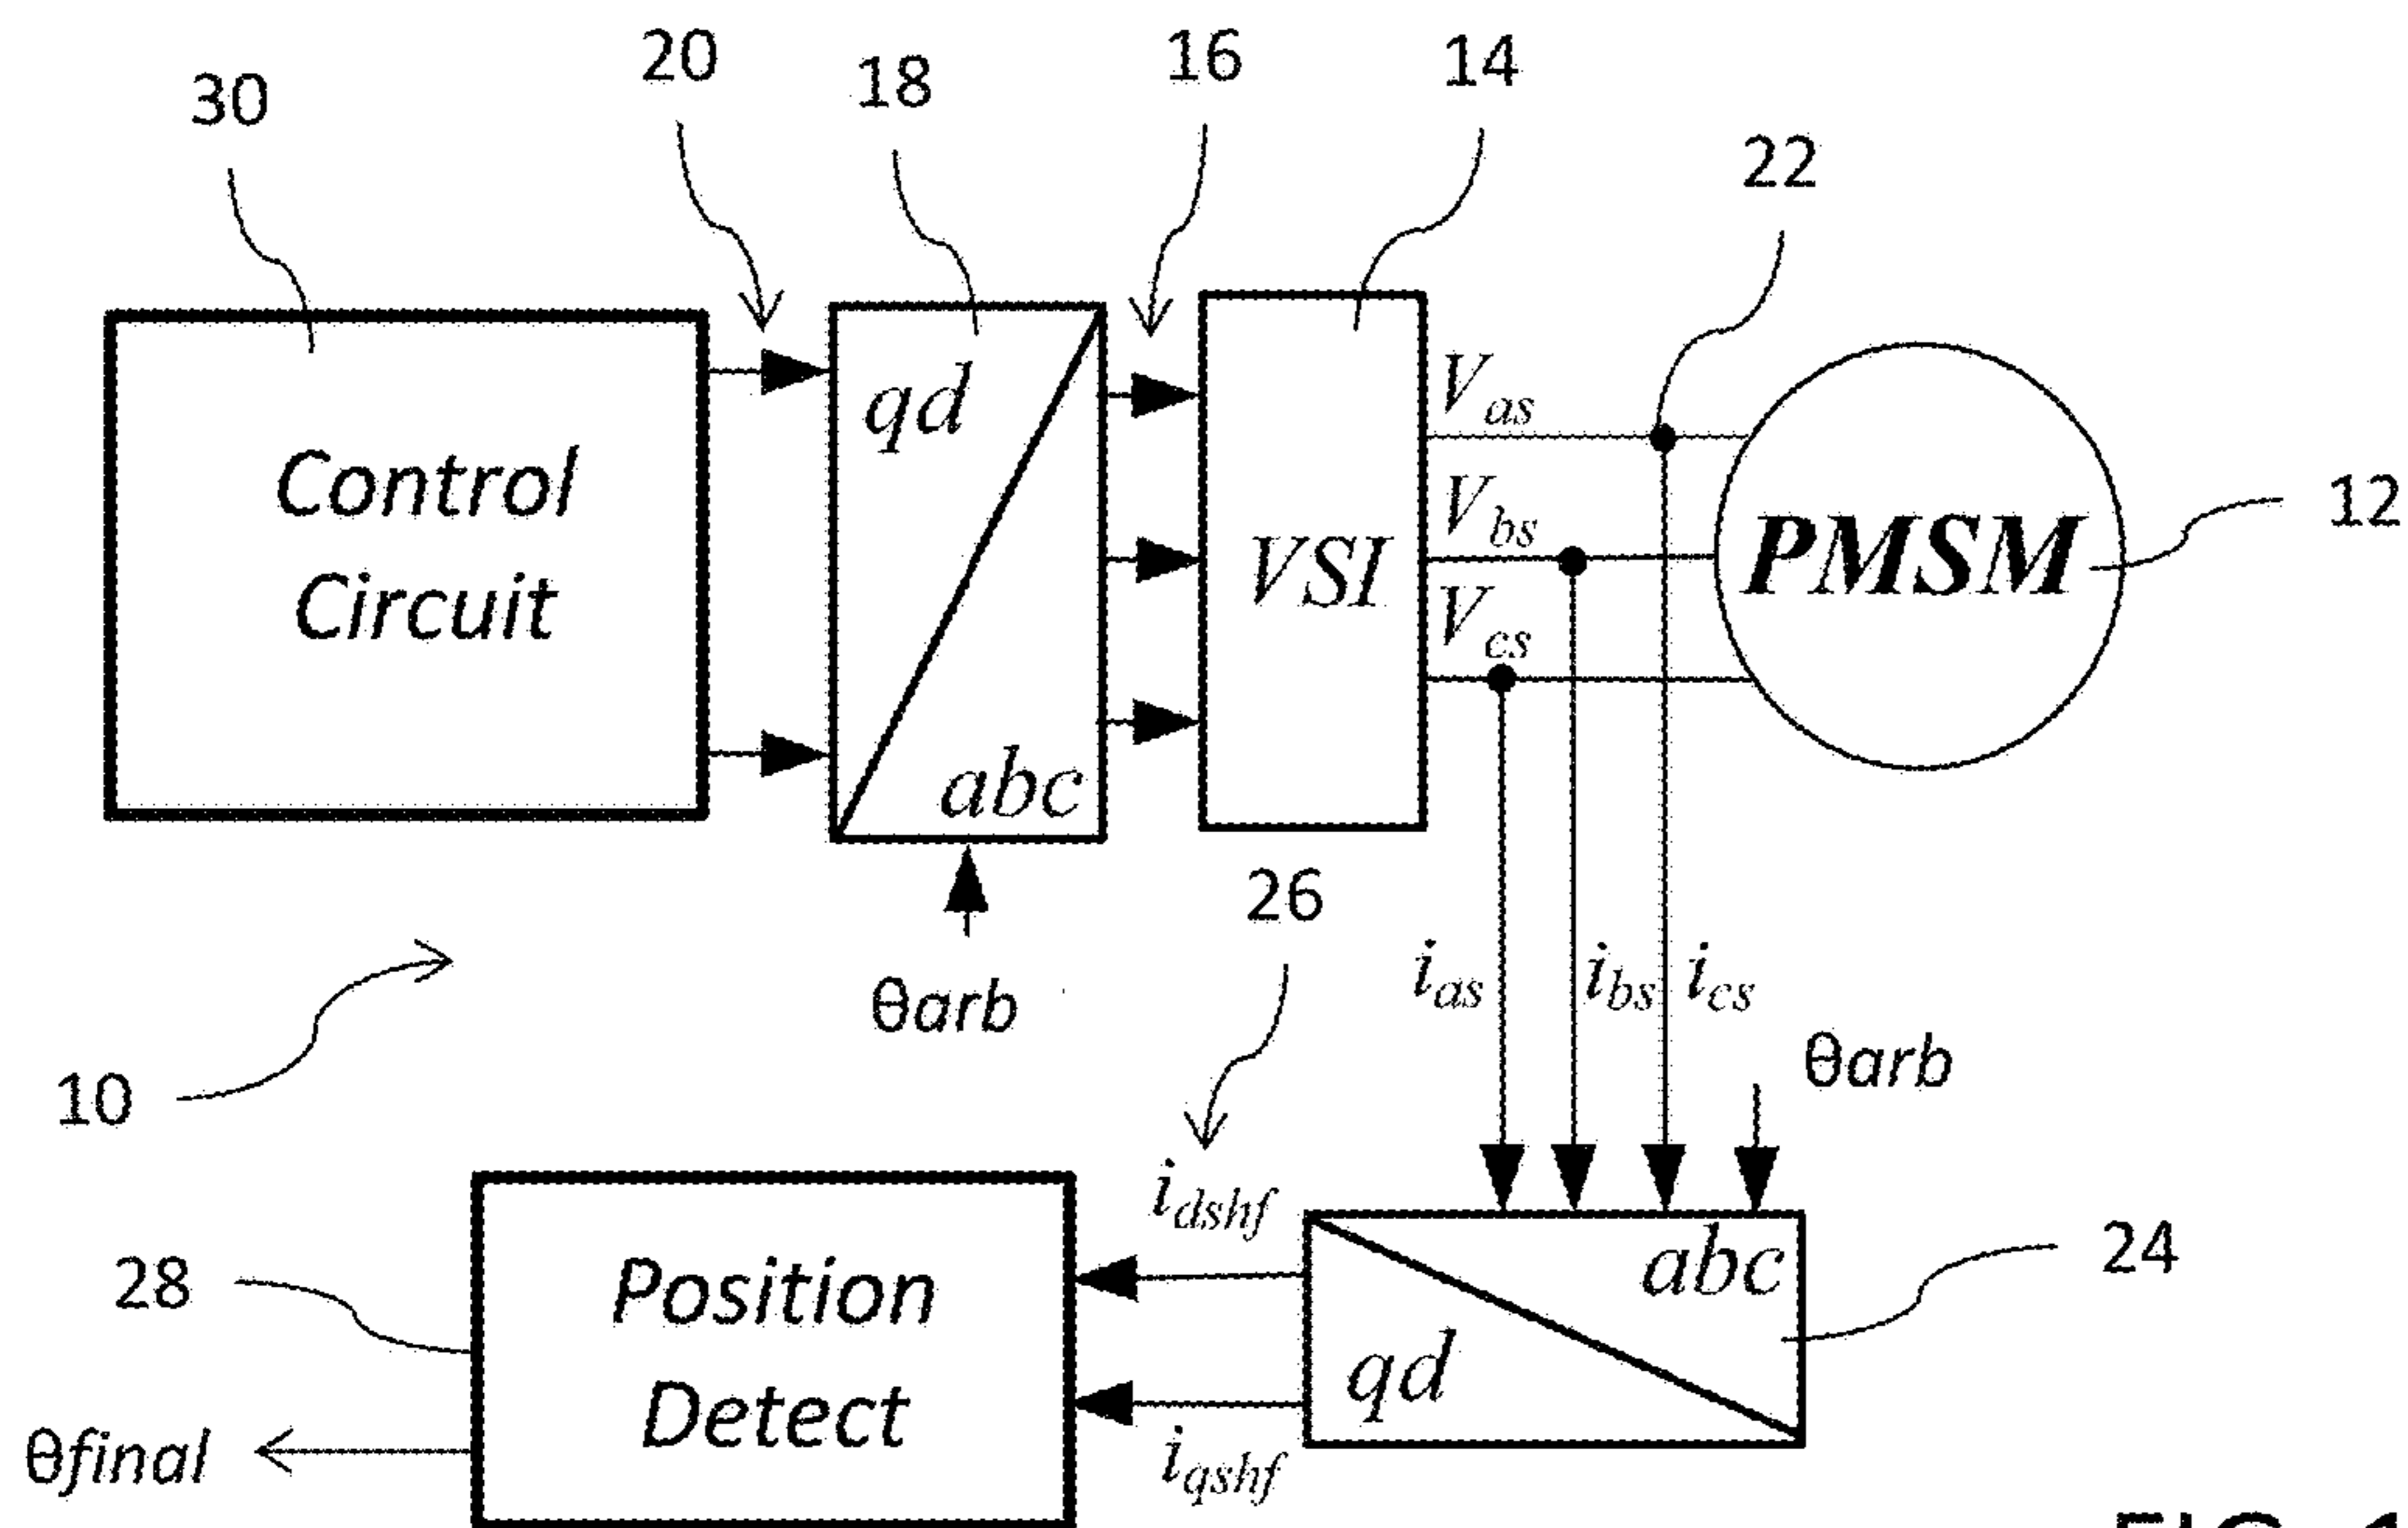 30
20
18
16
14
22
12
Control
Circuit
qd
abc
VSI
Vas
Vbs
Vcs
PMSM
θarb
26
10
ias
ibs
ics
θarb
idshf
iqshf
abc
qd
24
28
Position
Detect
θfinal